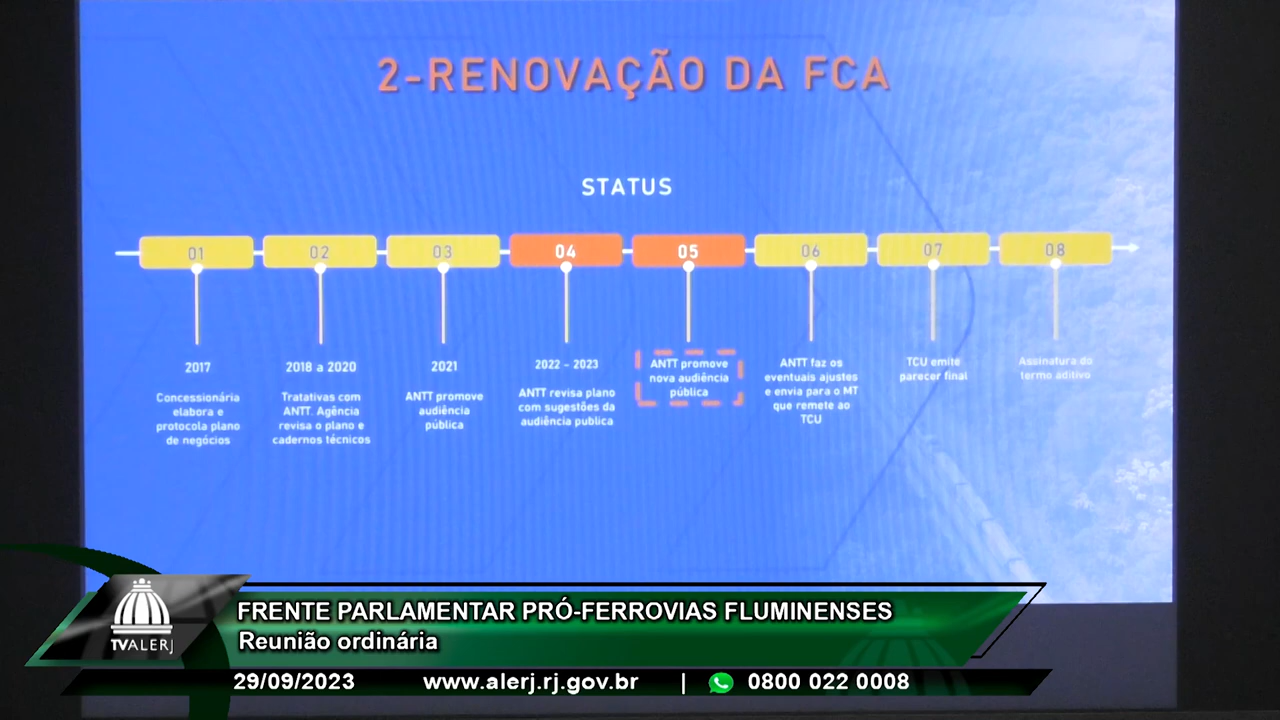 2-RENOVAÇÃO DA FCA
STATUS
01
02
03
04
05
06
07
08
2017
Concessionária
elabora e
protocola plano
de negócios
2018 a 2020
Tratativas com
ANTT. Agência
revisa o plano e
cadernos técnicos
2021
ANTT promove
audiência
pública
2022 - 2023
ANTT revisa plano
com sugestões da
audiência publica
ANTT promove
nova audiência
pública
ANTT faz os
eventuais ajustes
e envia para o MT
que remete ao
TCU
TCU emite
parecer final
Assinatura do
termo aditivo
TVALERJ
FRENTE PARLAMENTAR PRÓ-FERROVIAS FLUMINENSES
Reunião ordinária
29/09/2023 www.alerj.rj.gov.br | 0800 022 0008